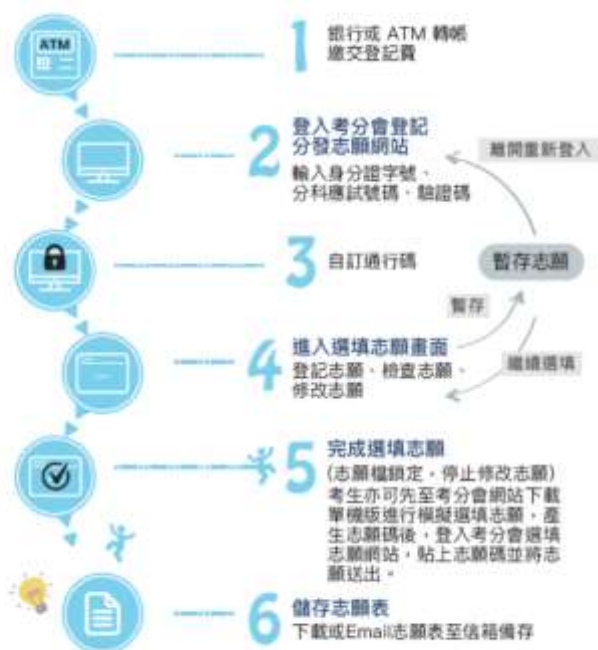 ATM
1
銀行或 ATM 轉帳
繳交登記費
2
登入考分會登記
分發志願網站
輸入身分證字號、
分科應試號碼、驗證碼
離開重新登入
3
自訂通行碼
暫存志願
暫存
4
進入選填志願畫面
登記志願、檢查志願、
修改志願
繼續選填
5
完成選填志願
(志願檔鎖定，停止修改志願)
考生亦可先至考分會網站下載
單機版進行模擬選填志願，產
生志願碼後，登入考分會選填
志願網站，貼上志願碼並將志
願送出。
6
儲存志願表
下載或Email志願表至信箱備存